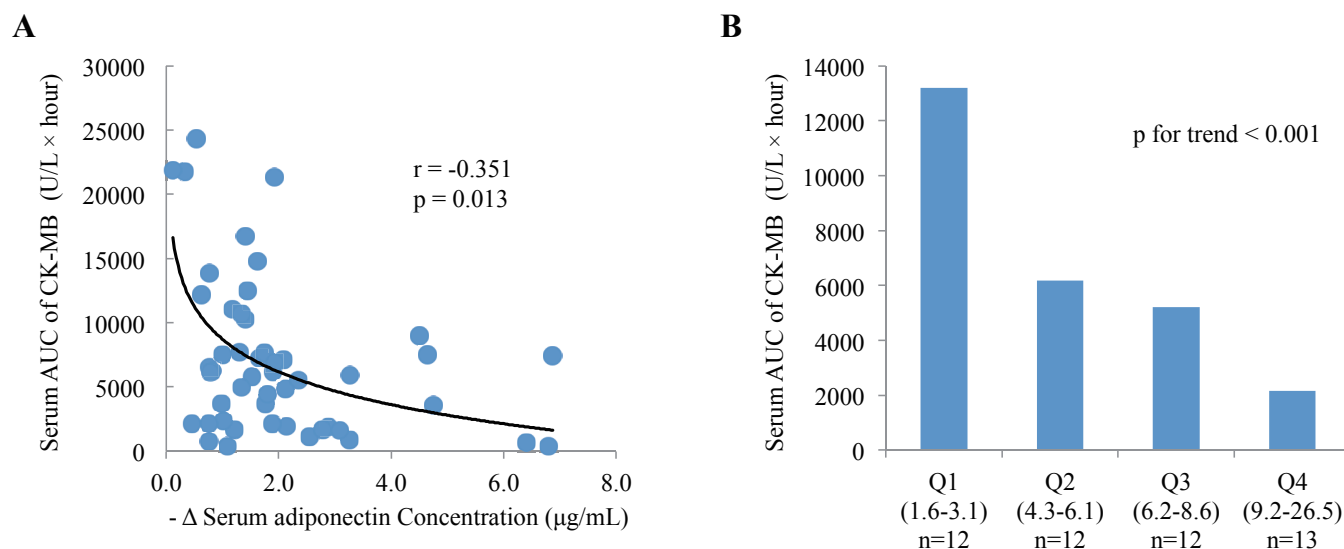 A
Serum AUC of CK-MB (U/L × hour)
30000
25000
20000
15000
10000
5000
0
r = -0.351
p = 0.013
0.0 2.0 4.0 6.0 8.0
- Δ Serum adiponectin Concentration (μg/mL)
B
Serum AUC of CK-MB (U/L × hour)
14000
12000
10000
8000
6000
4000
2000
0
p for trend < 0.001
Q1 Q2 Q3 Q4
(1.6-3.1) (4.3-6.1) (6.2-8.6) (9.2-26.5)
n=12 n=12 n=12 n=13